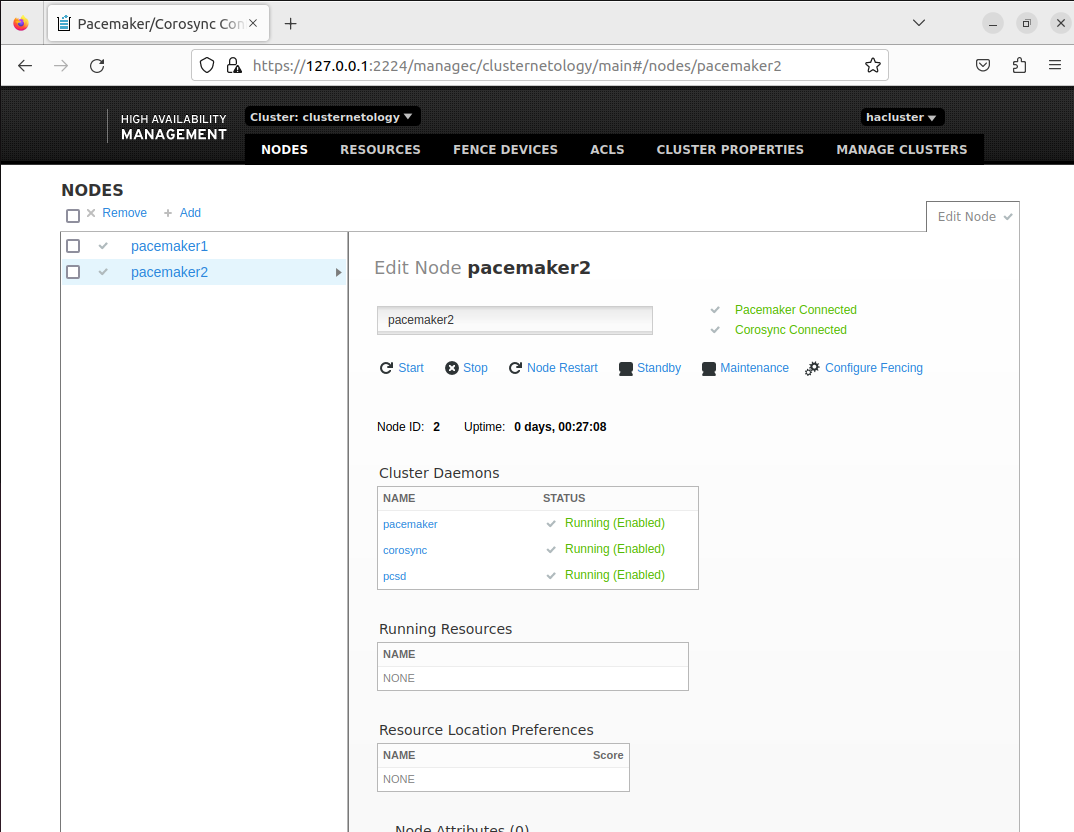 Pacemaker/Corosync Con
https://127.0.0.1:2224/managec/clusternetology/main#/nodes/pacemaker2
HIGH AVAILABILITY
MANAGEMENT
Cluster: clusternetology
hacluster
NODES RESOURCES FENCE DEVICES ACLS CLUSTER PROPERTIES MANAGE CLUSTERS
NODES
Remove Add
Edit Node
pacemaker1
pacemaker2
Edit Node pacemaker2
pacemaker2
Pacemaker Connected
Corosync Connected
Start Stop Node Restart Standby Maintenance Configure Fencing
Node ID: 2 Uptime: 0 days, 00:27:08
Cluster Daemons
NAME STATUS
pacemaker Running (Enabled)
corosync Running (Enabled)
pcsd Running (Enabled)
Running Resources
NAME
NONE
Resource Location Preferences
NAME Score
NONE
Node Attributes (0)